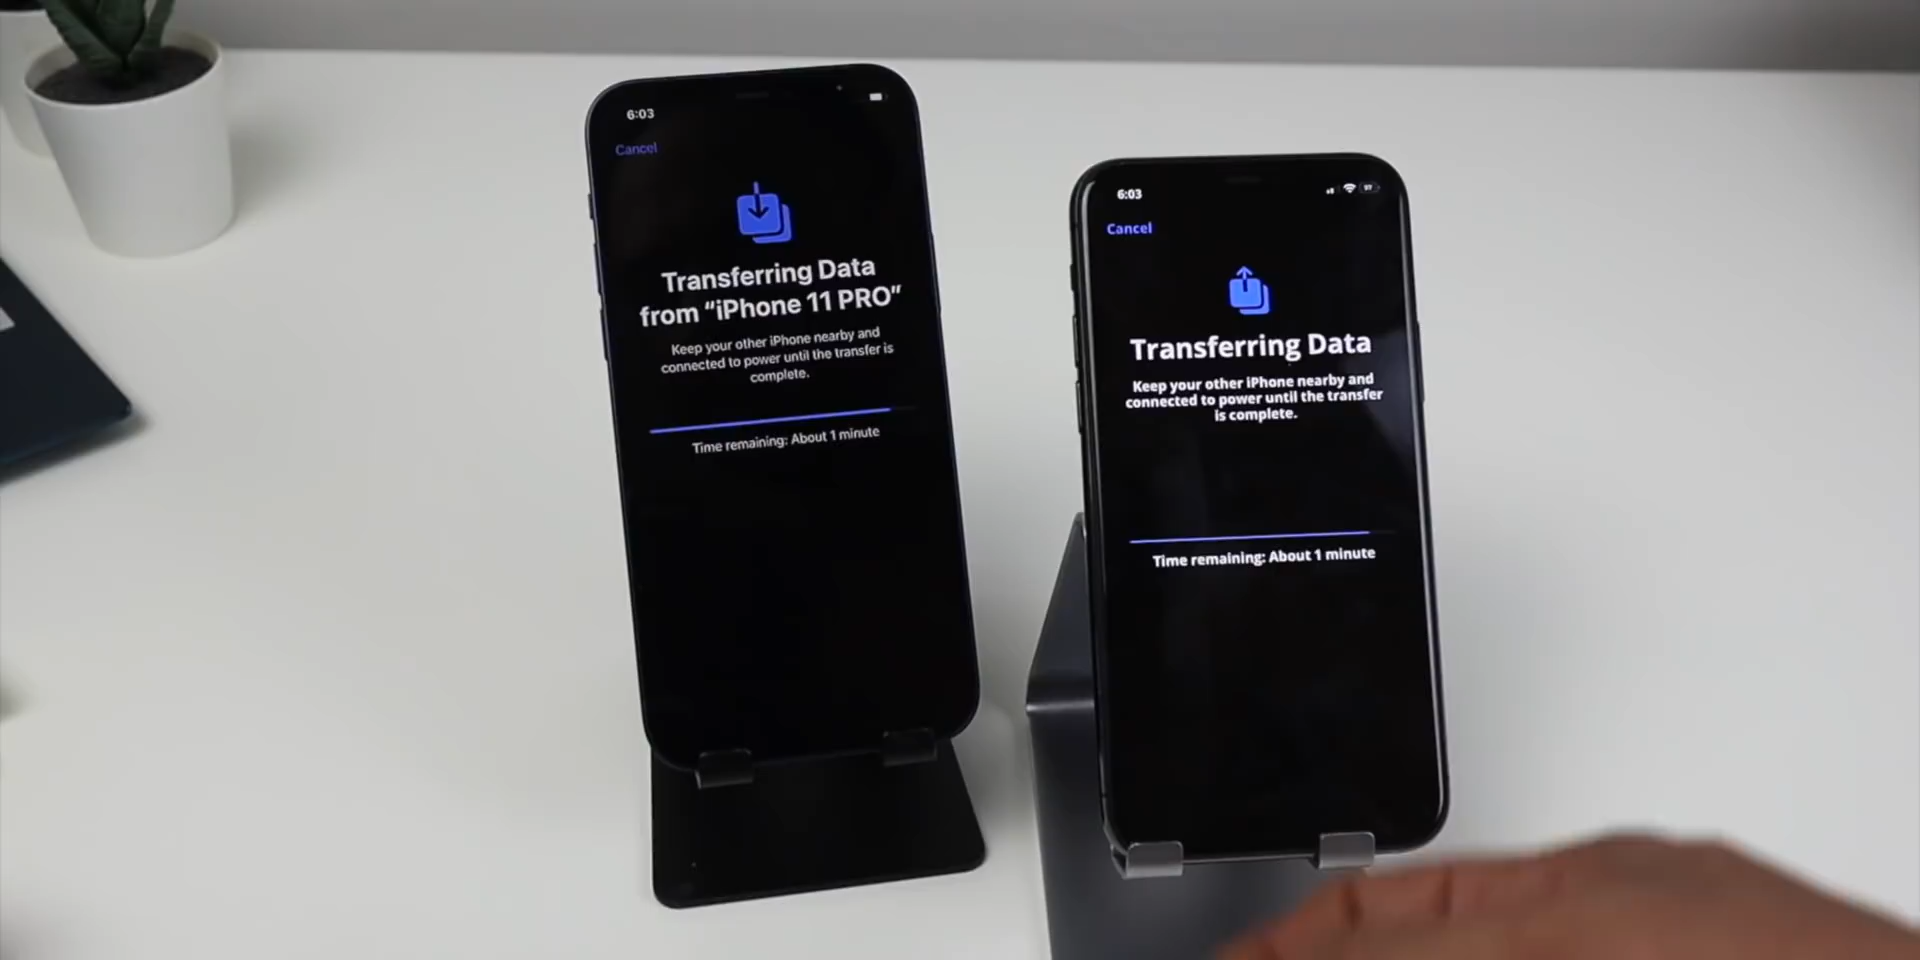 6:03
Cancel
Transferring Data
from “iPhone 11 PRO”
Keep your other iPhone nearby and
connected to power until the transfer is
complete.
Time remaining: About 1 minute
6:03
97
Cancel
Transferring Data
Keep your other iPhone nearby and
connected to power until the transfer
is complete.
Time remaining: About 1 minute